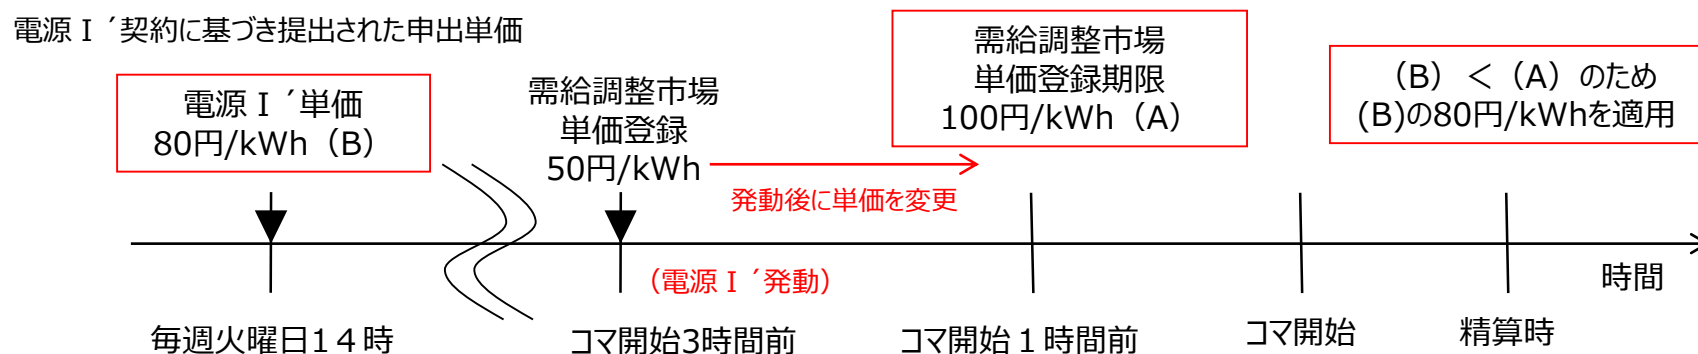 電源Ⅰ´契約に基づき提出された申出単価
電源Ⅰ´単価
80円/kWh（B）
需給調整市場
単価登録
50円/kWh
需給調整市場
単価登録期限
100円/kWh（A）
（B）＜（A）のため
(B)の80円/kWhを適用
発動後に単価を変更
（電源Ⅰ´発動）
時間
毎週火曜日1４時
コマ開始3時間前
コマ開始１時間前
コマ開始
精算時